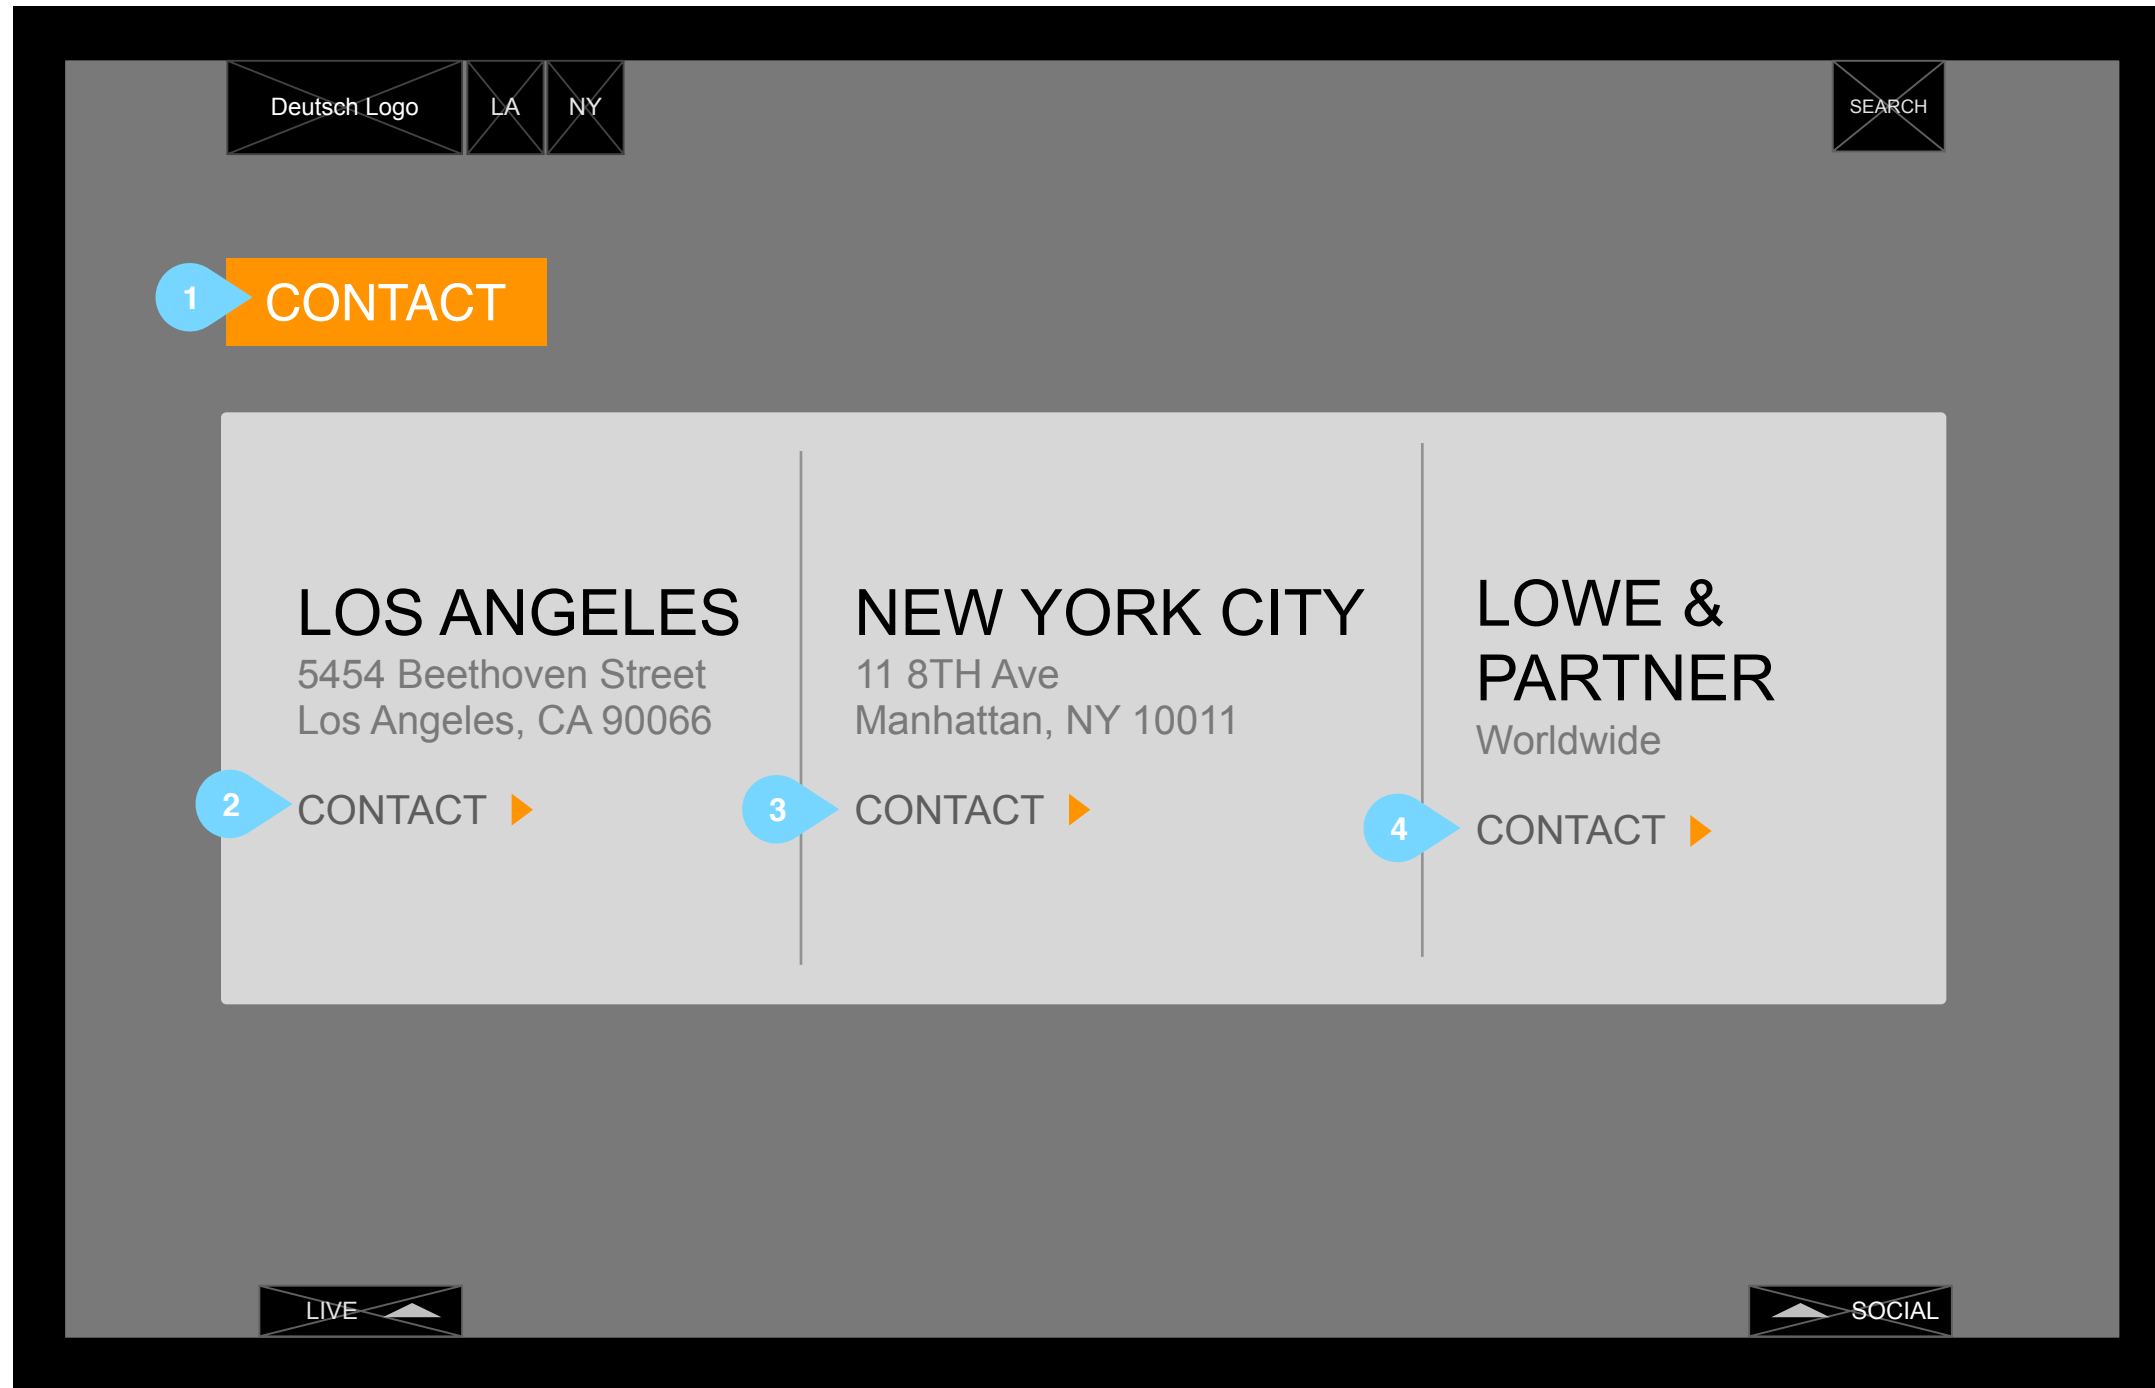 Deutsch Logo
LA
NY
SEARCH
1
CONTACT
LOS ANGELES
5454 Beethoven Street
Los Angeles, CA 90066
2
CONTACT
NEW YORK CITY
11 8TH Ave
Manhattan, NY 10011
3
CONTACT
LOWE &
PARTNER
Worldwide
4
CONTACT
LIVE
SOCIAL